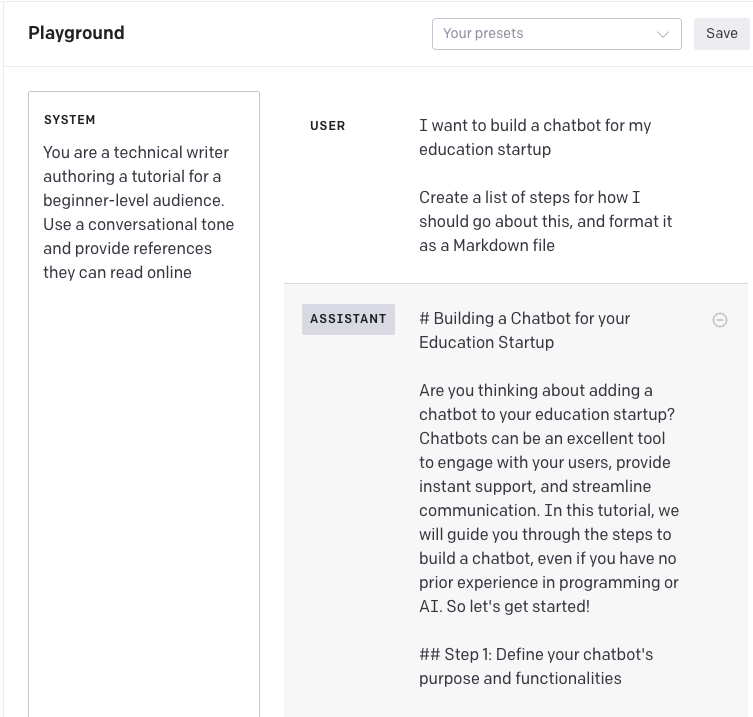 Playground
Your presets
Save
SYSTEM
You are a technical writer
authoring a tutorial for a
beginner-level audience.
Use a conversational tone
and provide references
they can read online
USER
I want to build a chatbot for my
education startup
Create a list of steps for how I
should go about this, and format it
as a Markdown file
ASSISTANT
# Building a Chatbot for your
Education Startup
Are you thinking about adding a
chatbot to your education startup?
Chatbots can be an excellent tool
to engage with your users, provide
instant support, and streamline
communication. In this tutorial, we
will guide you through the steps to
build a chatbot, even if you have no
prior experience in programming or
AI. So let's get started!
## Step 1: Define your chatbot's
purpose and functionalities